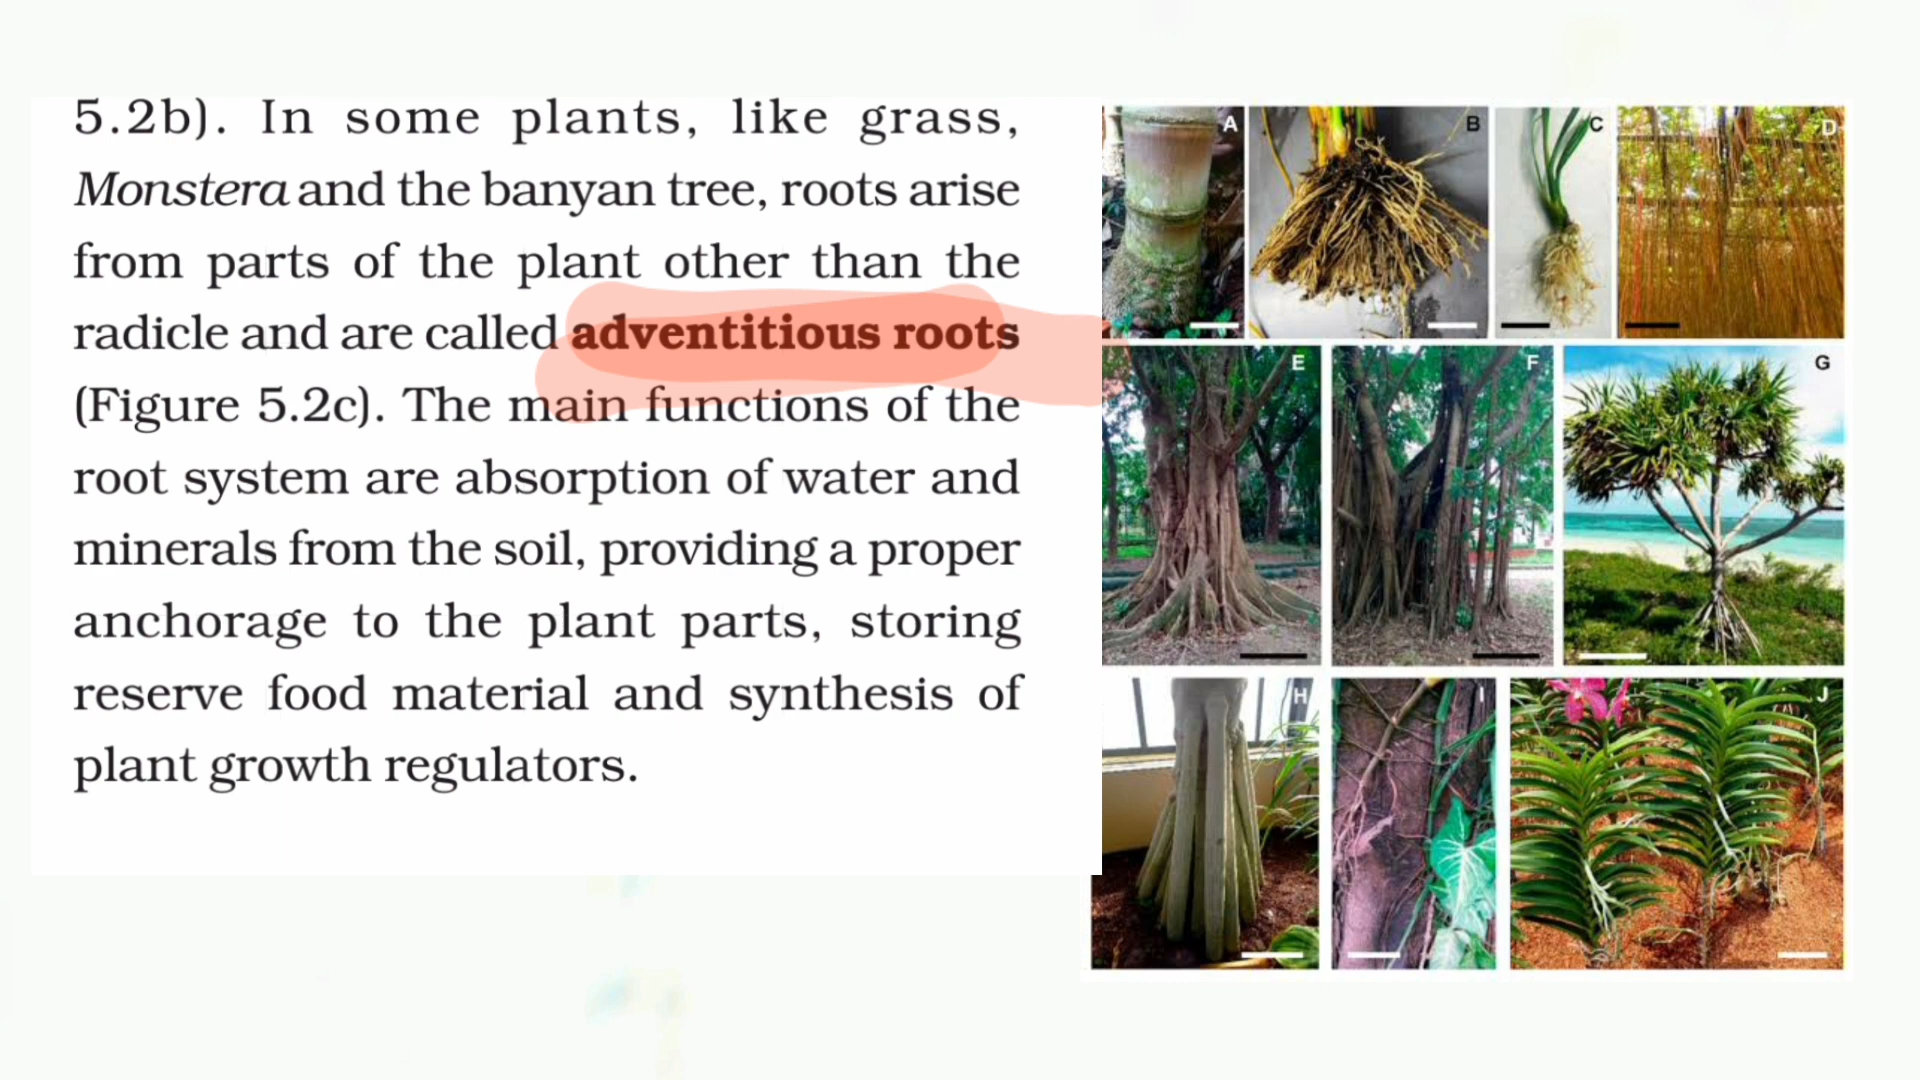 5.2b). In some plants, like grass,
Monstera and the banyan tree, roots arise
from parts of the plant other than the
radicle and are called adventitious roots
(Figure 5.2c). The main functions of the
root system are absorption of water and
minerals from the soil, providing a proper
anchorage to the plant parts, storing
reserve food material and synthesis of
plant growth regulators.
A
B
C
D
E
F
G
H
I
J